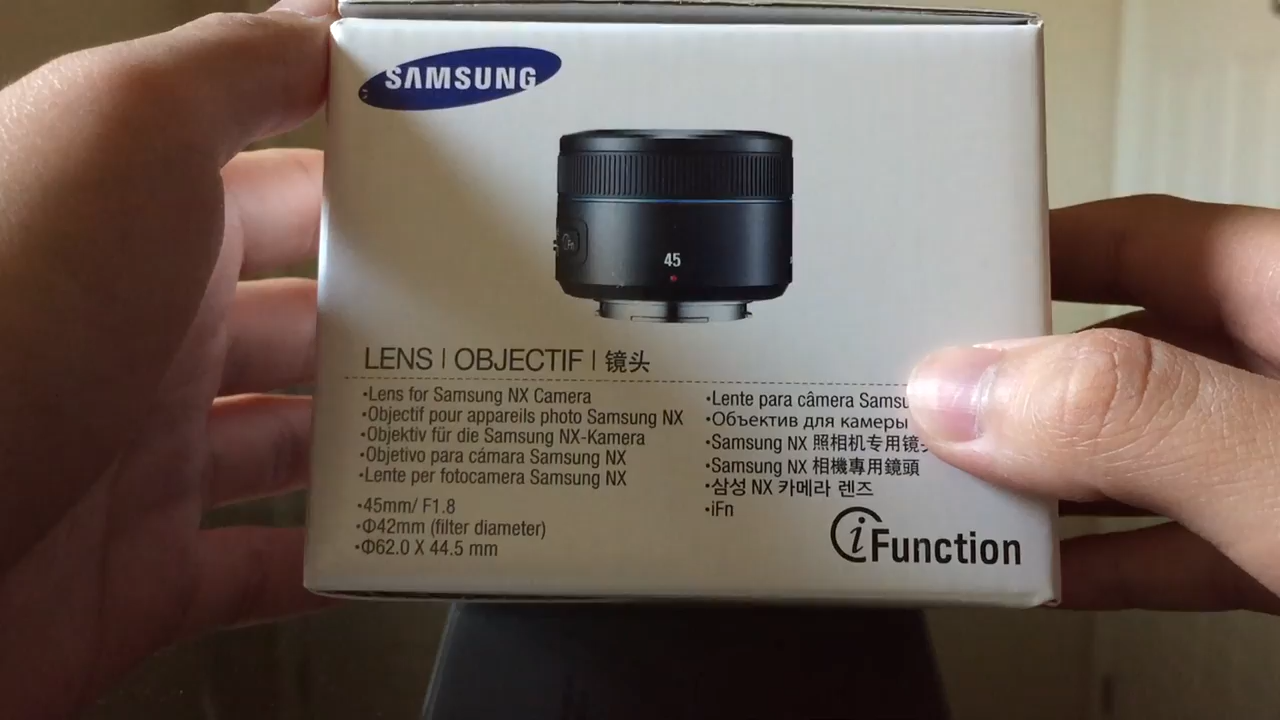 SAMSUNG
45
LENS | OBJECTIF | 镜头
•Lens for Samsung NX Camera
•Objectif pour appareils photo Samsung NX
•Objektiv für die Samsung NX-Kamera
•Objetivo para cámara Samsung NX
•Lente per fotocamera Samsung NX
•45mm/ F1.8
•Φ42mm (filter diameter)
•Φ62.0 X 44.5 mm
•Lente para câmera
•Объектив для камеры
•Samsung NX 照相机专用镜
•Samsung NX 相機專用鏡頭
•삼성 NX 카메라 렌즈
•iFn
i Function